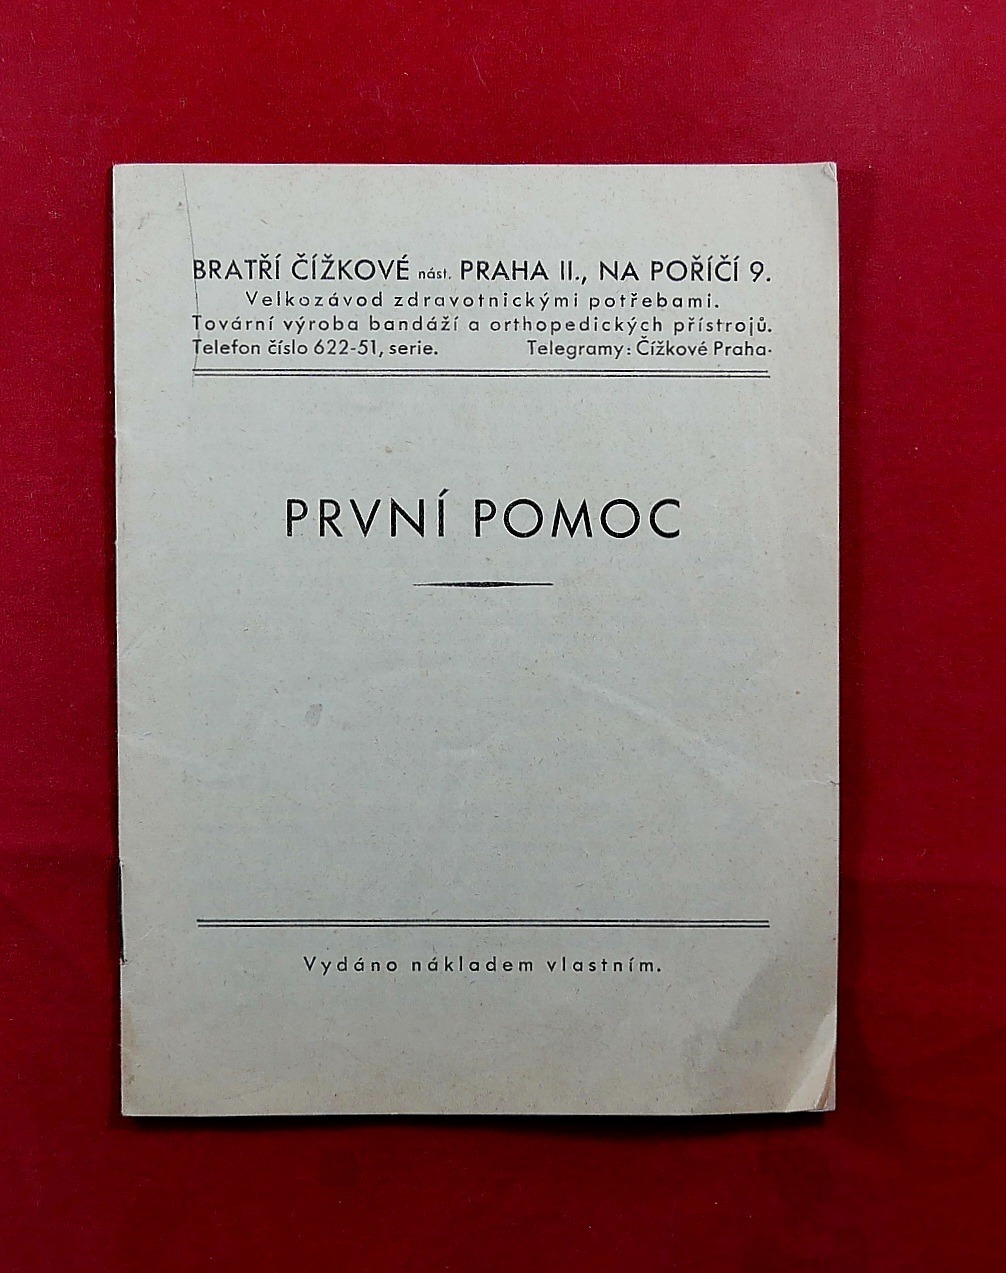 BRATŘÍ ČÍŽKOVÉ nást. PRAHA II., NA POŘÍČÍ 9.
Velkozávod zdravotnickými potřebami.
Tovární výroba bandáží a orthopedických přístrojů.
Telefon číslo 622-51, serie. Telegramy: Čížkové Praha.
PRVNÍ POMOC
Vydáno nákladem vlastním.